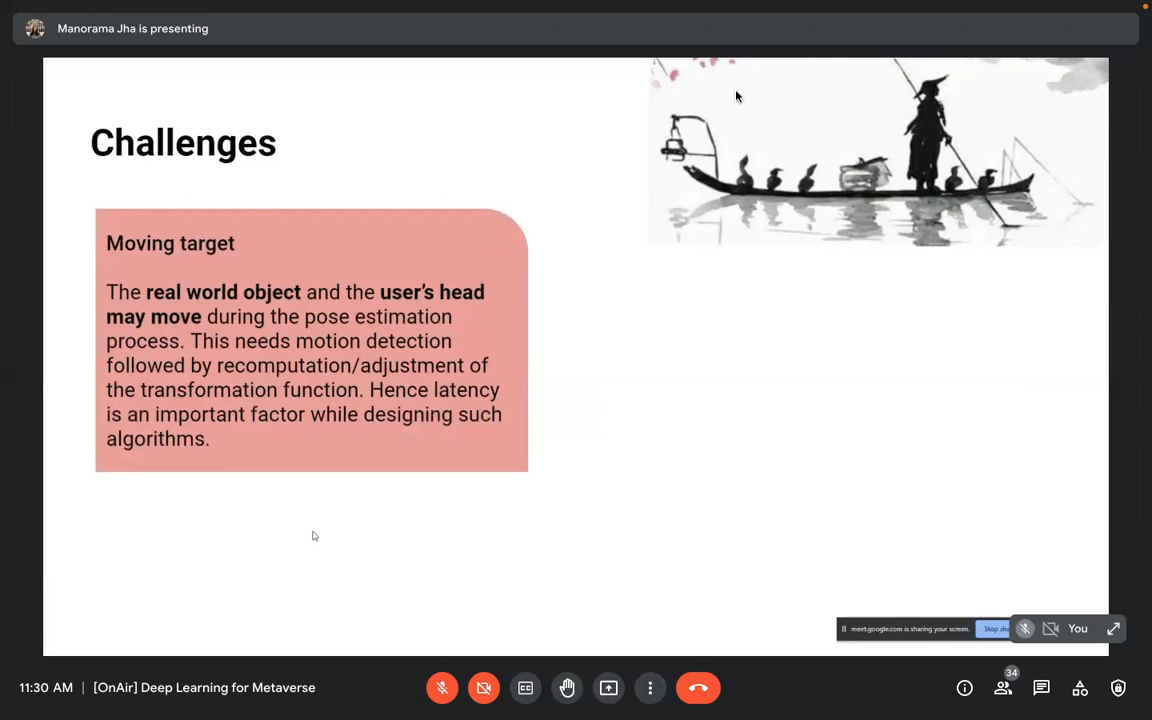 Manorama Jha is presenting
Challenges
Moving target
The real world object and the user’s head
may move during the pose estimation
process. This needs motion detection
followed by recomputation/adjustment of
the transformation function. Hence latency
is an important factor while designing such
algorithms.
meet.google.com is sharing your screen.
Stop
You
34
11:30 AM | [OnAir] Deep Learning for Metaverse